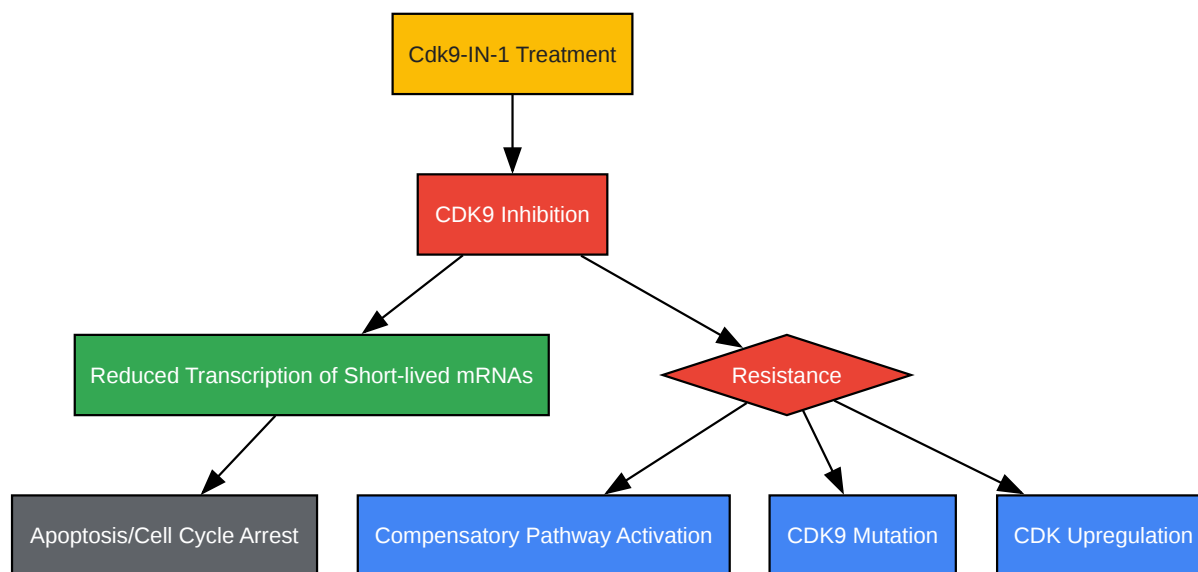 Cdk9-IN-1 Treatment
CDK9 Inhibition
Reduced Transcription of Short-lived mRNAs
Resistance
Apoptosis/Cell Cycle Arrest
Compensatory Pathway Activation
CDK9 Mutation
CDK Upregulation